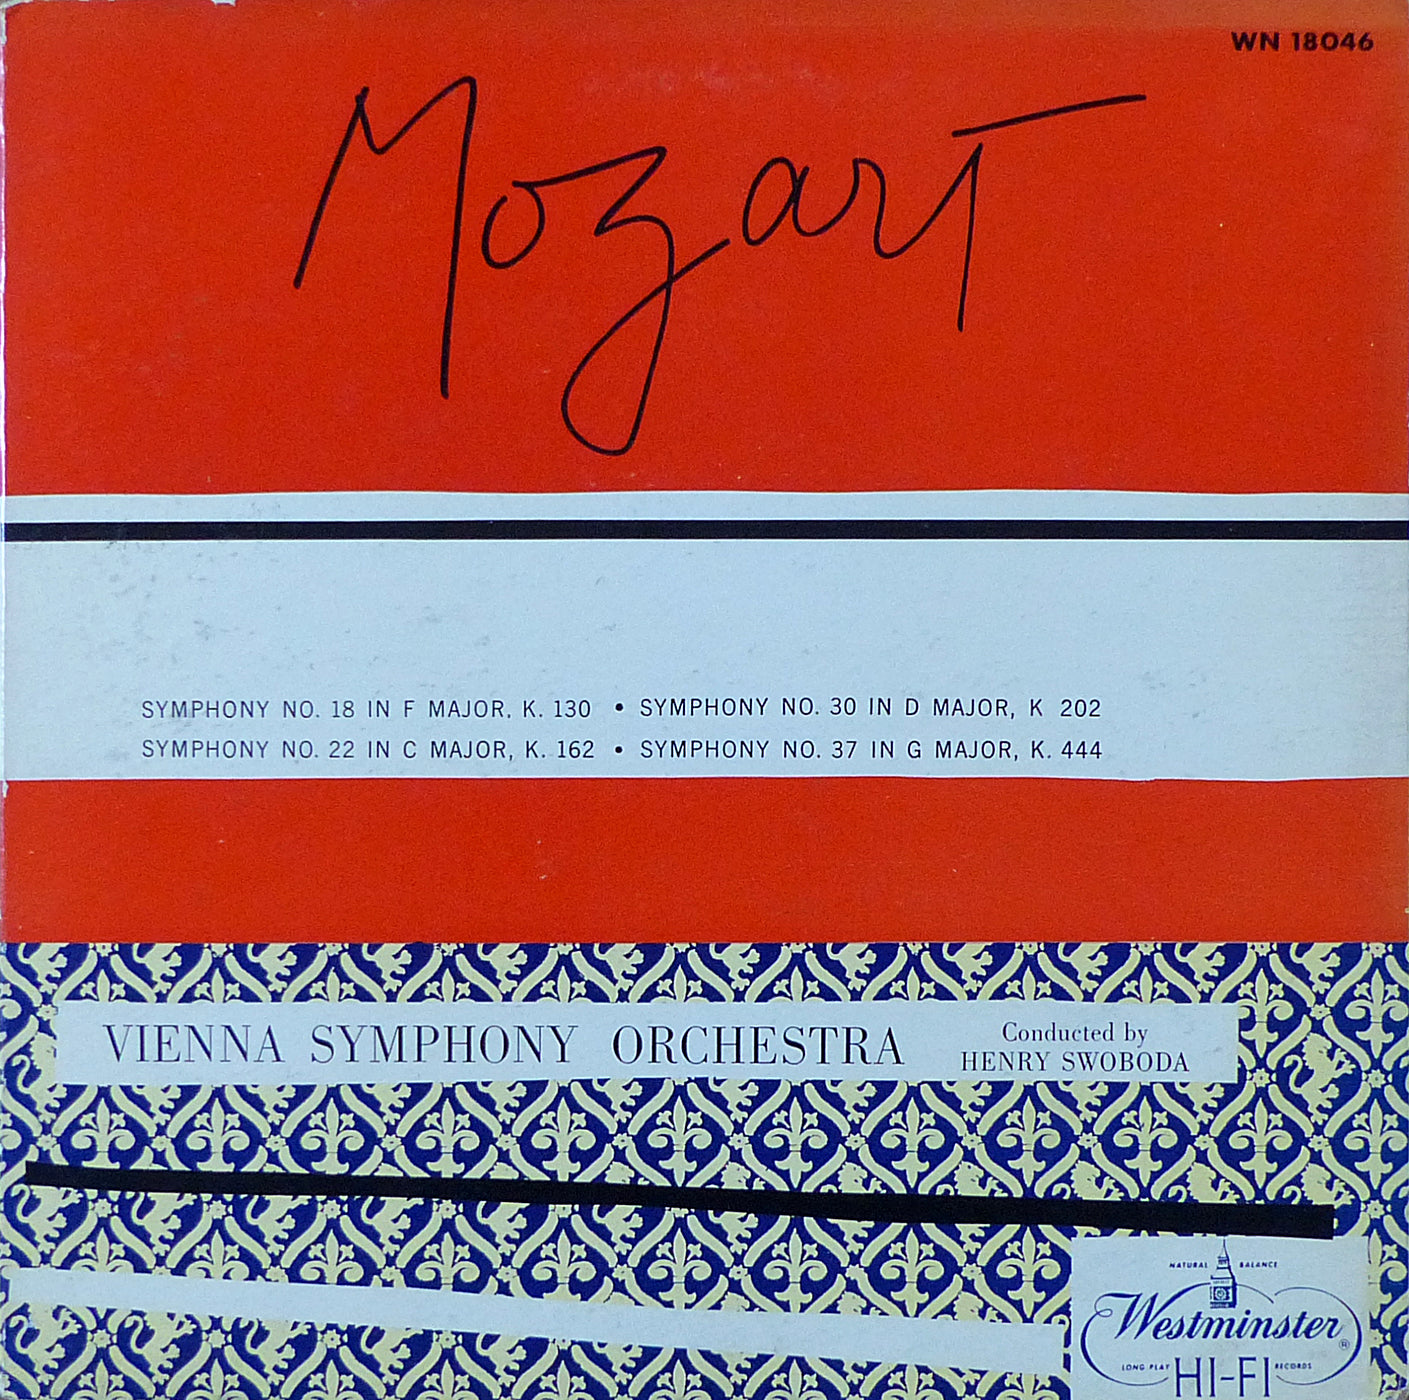 WN 18046
Mozart
SYMPHONY NO. 18 IN F MAJOR, K. 130 • SYMPHONY NO. 30 IN D MAJOR, K 202
SYMPHONY NO. 22 IN C MAJOR, K. 162 • SYMPHONY NO. 37 IN G MAJOR, K. 444
VIENNA SYMPHONY ORCHESTRA
Conducted by
HENRY SWOBODA
NATURAL BALANCE
Westminster®
LONG PLAY HI-FI RECORDS